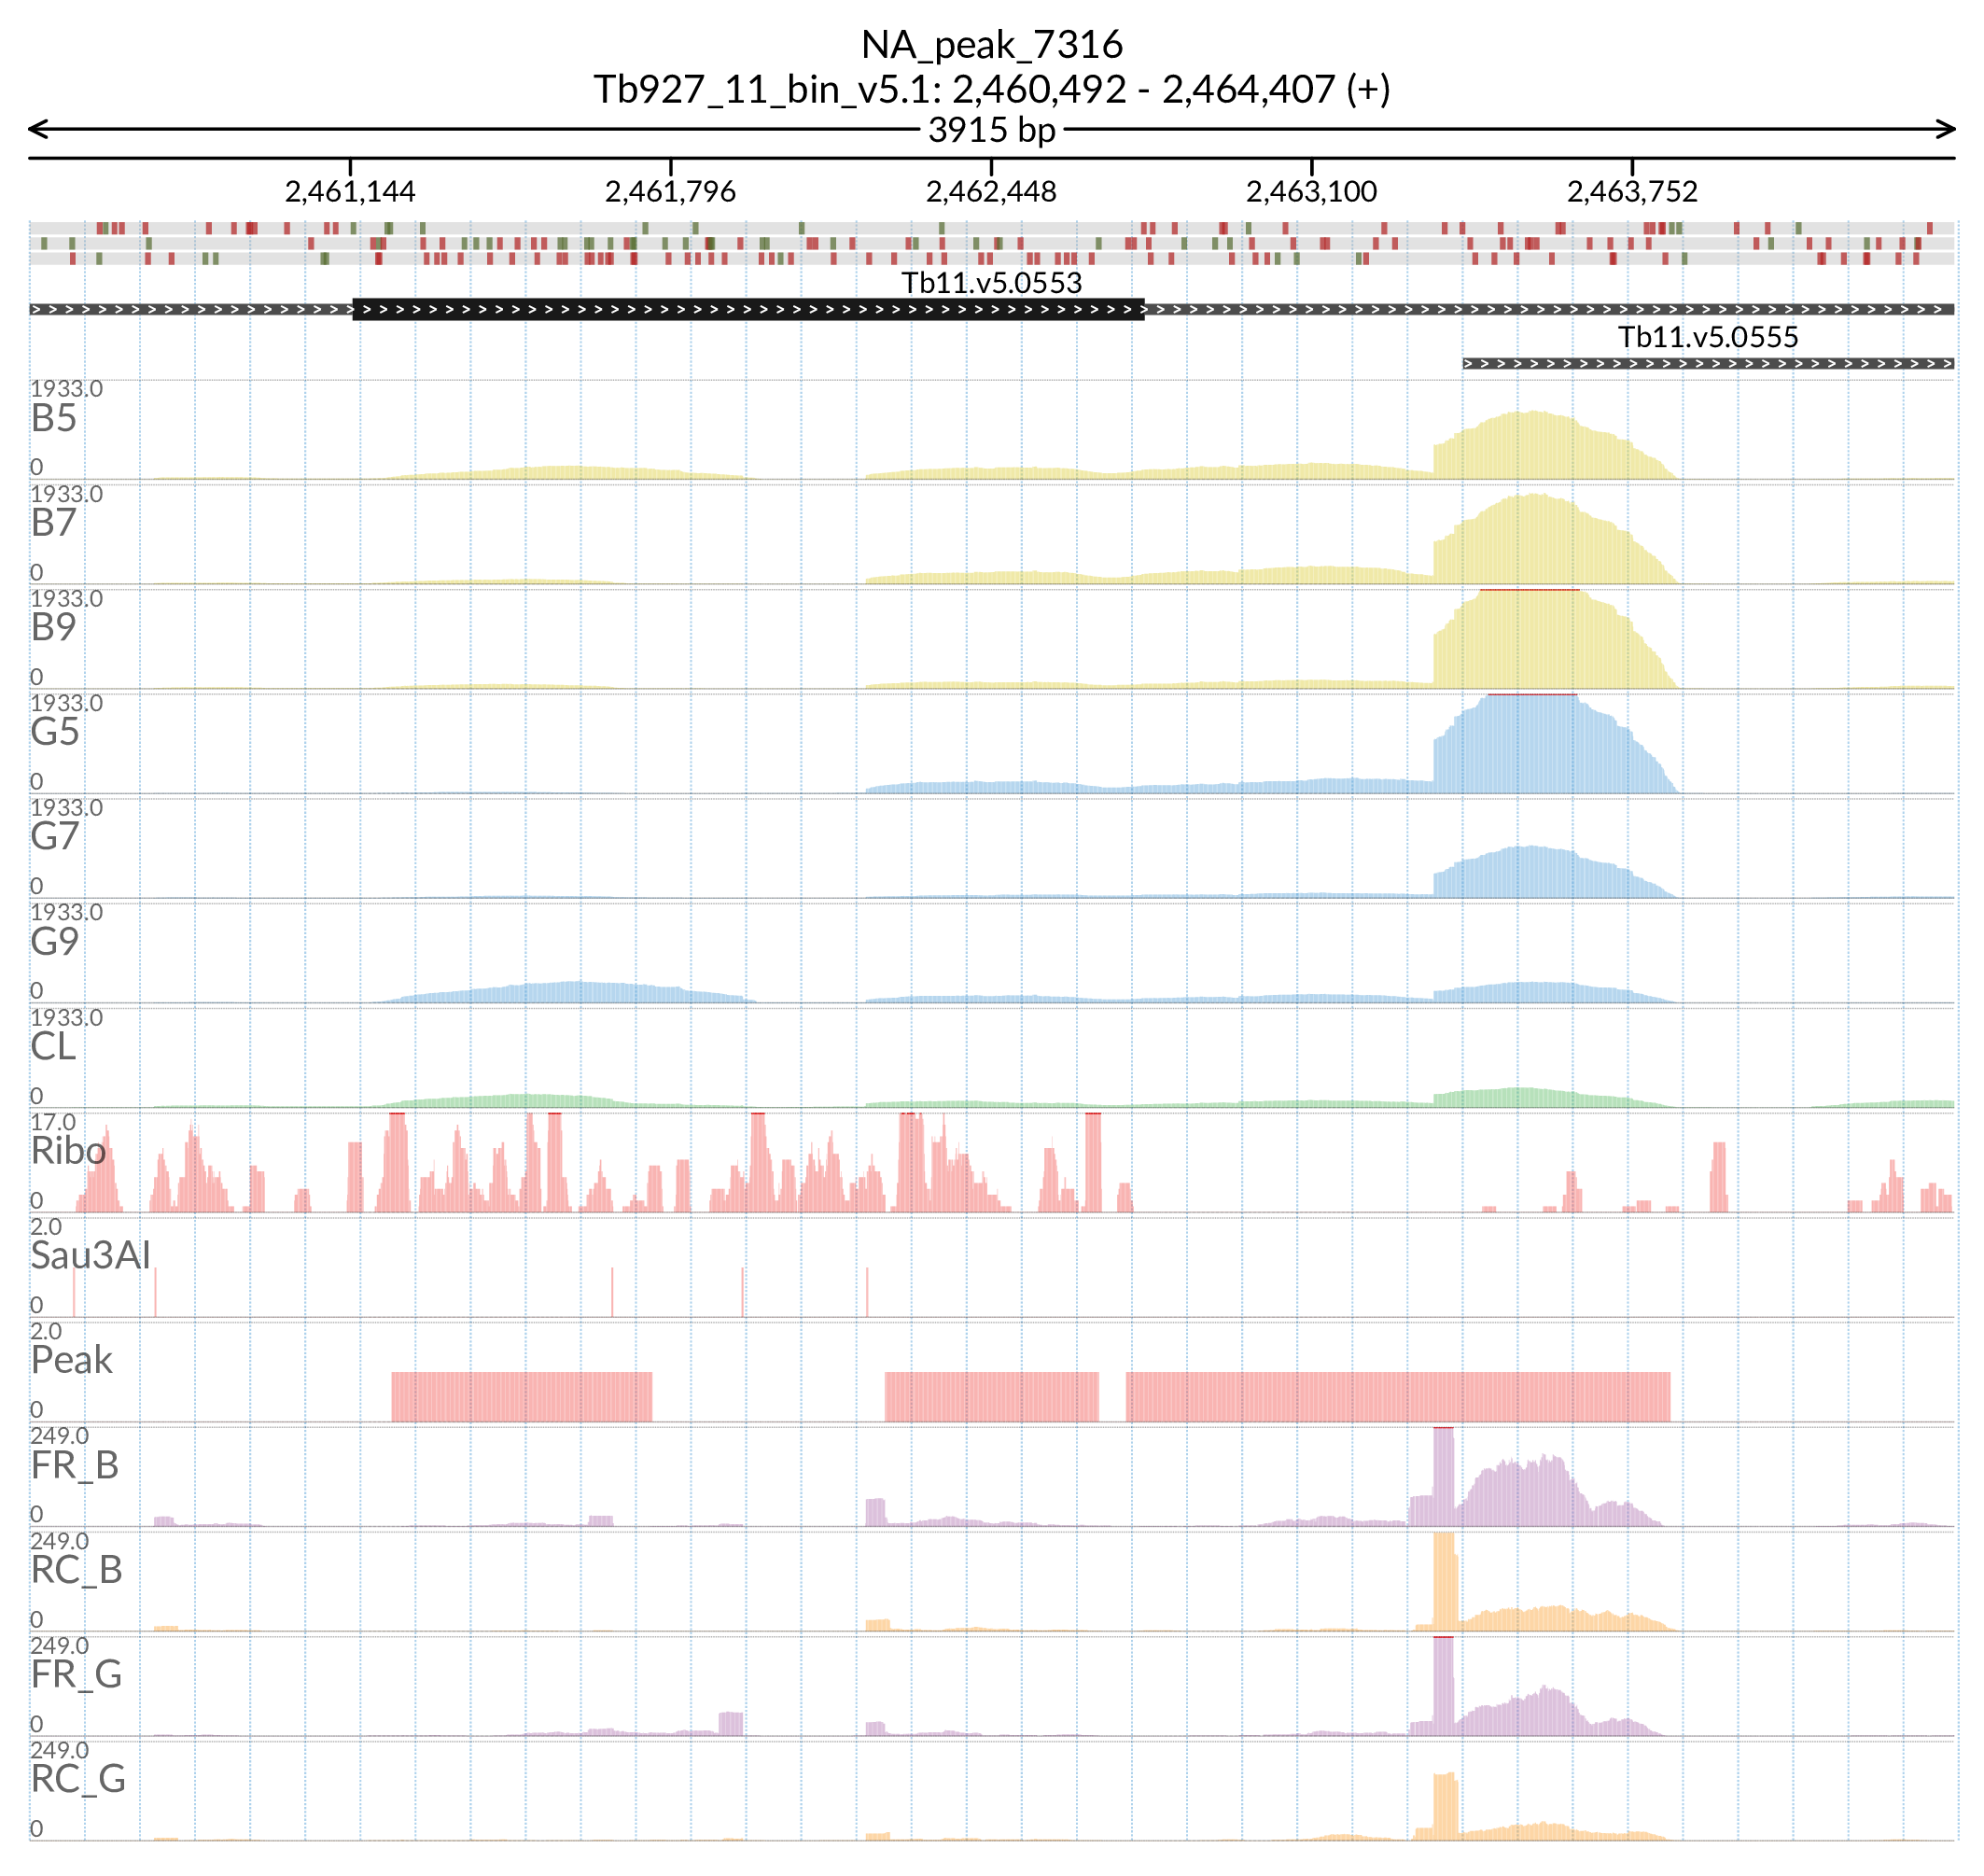 NA_peak_7316
Tb927_11_bin_v5.1: 2,460,492 - 2,464,407 (+)
3915 bp
2,461,144 2,461,796 2,462,448 2,463,100 2,463,752
Tb11.v5.0553
Tb11.v5.0555
1933.0
B5
0
1933.0
B7
0
1933.0
B9
0
1933.0
G5
0
1933.0
G7
0
1933.0
G9
0
1933.0
CL
0
17.0
Ribo
0
2.0
Sau3AI
0
2.0
Peak
0
249.0
FR_B
0
249.0
RC_B
0
249.0
FR_G
0
249.0
RC_G
0